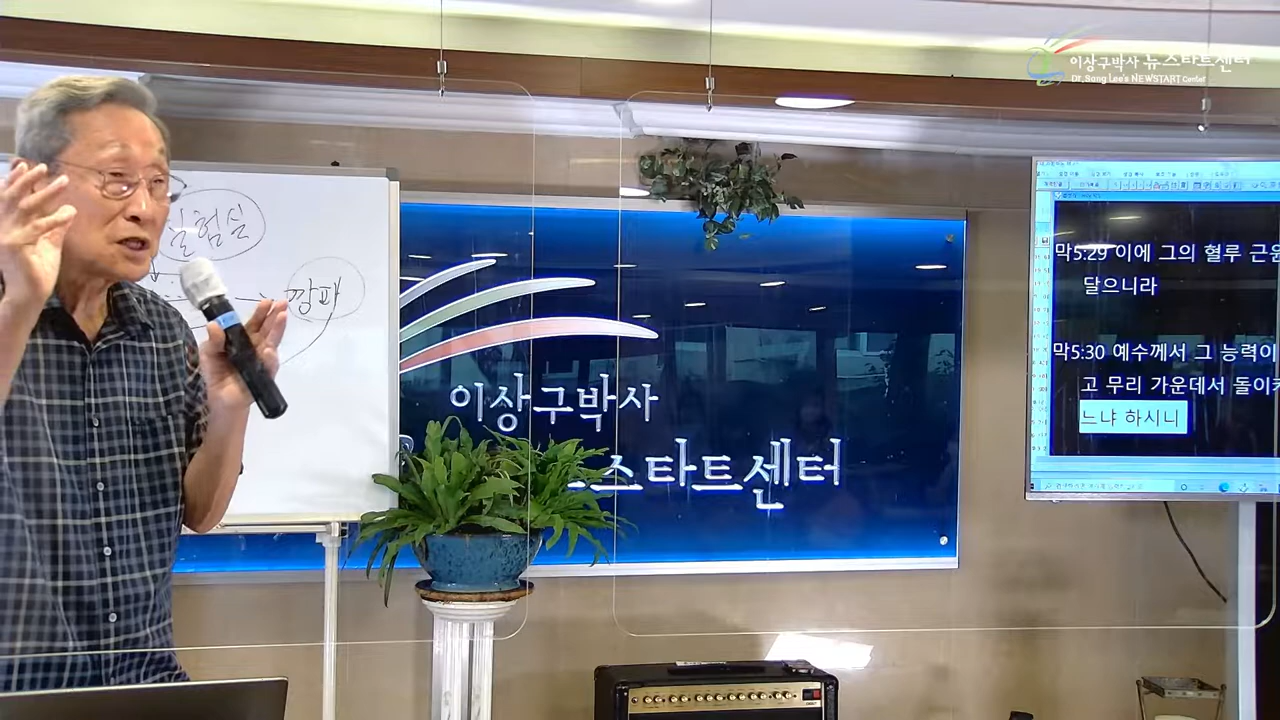 이상구박사 뉴스타트센터
Dr. Sang Lee's NEWSTART Center
실험실
깡패
이상구박사
스타트센터
막5:29 이에 그의 혈루 근원
달으니라
막5:30 예수께서 그 능력이
고 무리 가운데서 돌이켜
느냐 하시니